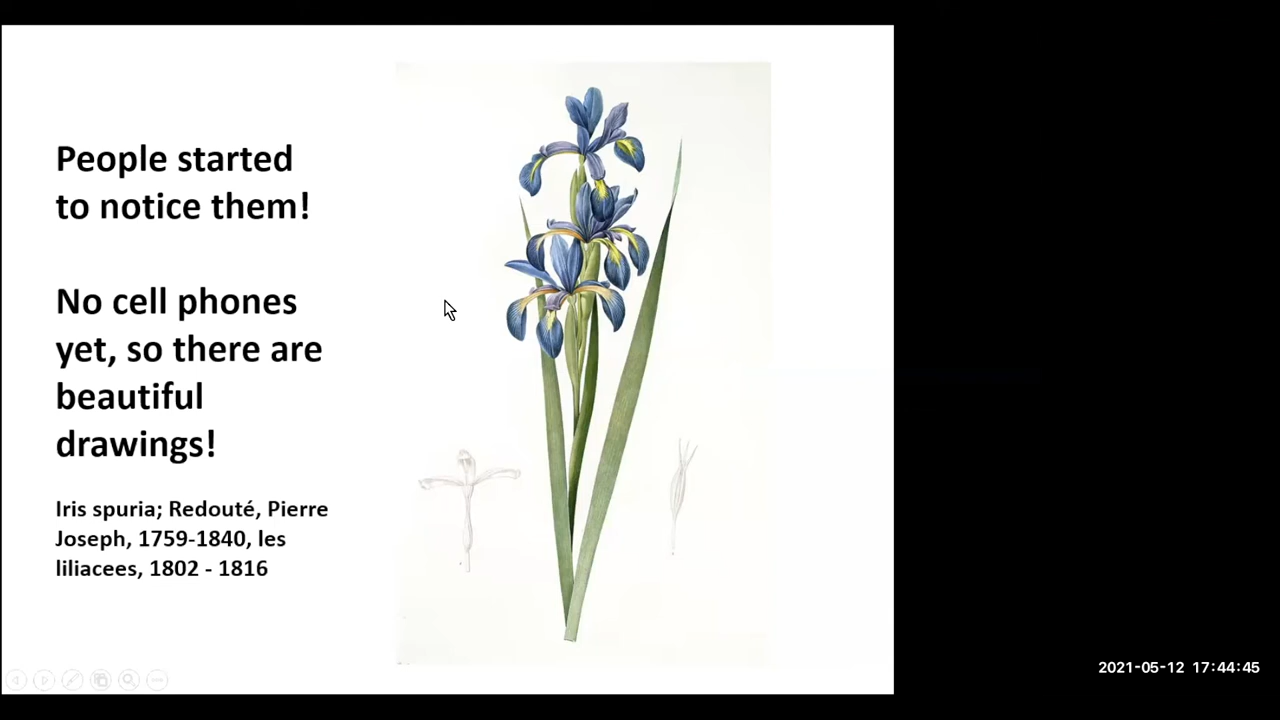 People started
to notice them!
No cell phones
yet, so there are
beautiful
drawings!
Iris spuria; Redouté, Pierre
Joseph, 1759-1840, les
liliacees, 1802 - 1816
2021-05-12 17:44:45